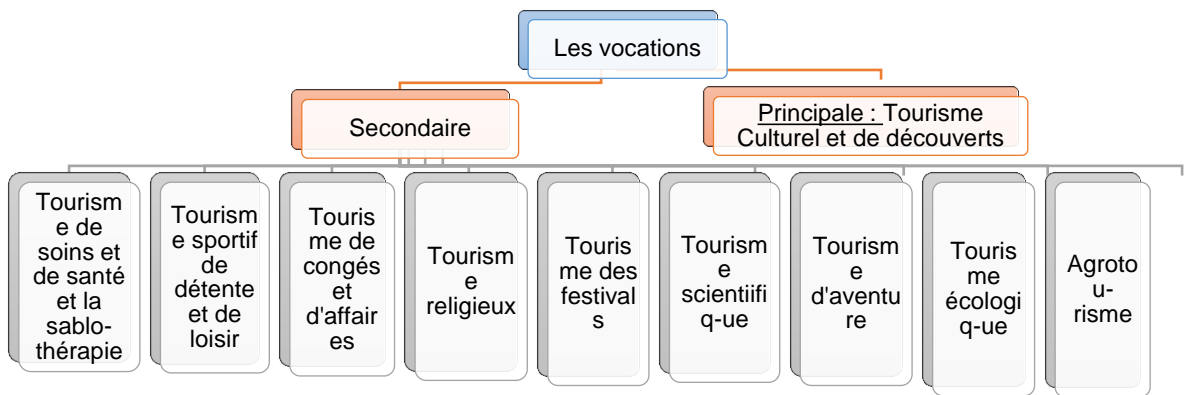 Les vocations
Secondaire
Principale : Tourisme
Culturel et de découverts
Tourism
e de
soins et
de santé
et la
sablo-
thérapie
Tourism
e sportif
de
détente
et de
loisir
Touris
me de
congés
et
d'affair
es
Tourism
e
religieux
Touris
me des
festival
s
Tourism
e
scientiifi
q-ue
Tourism
e
d'aventu
re
Touris
me
écologi
q-ue
Agroto
u-
risme